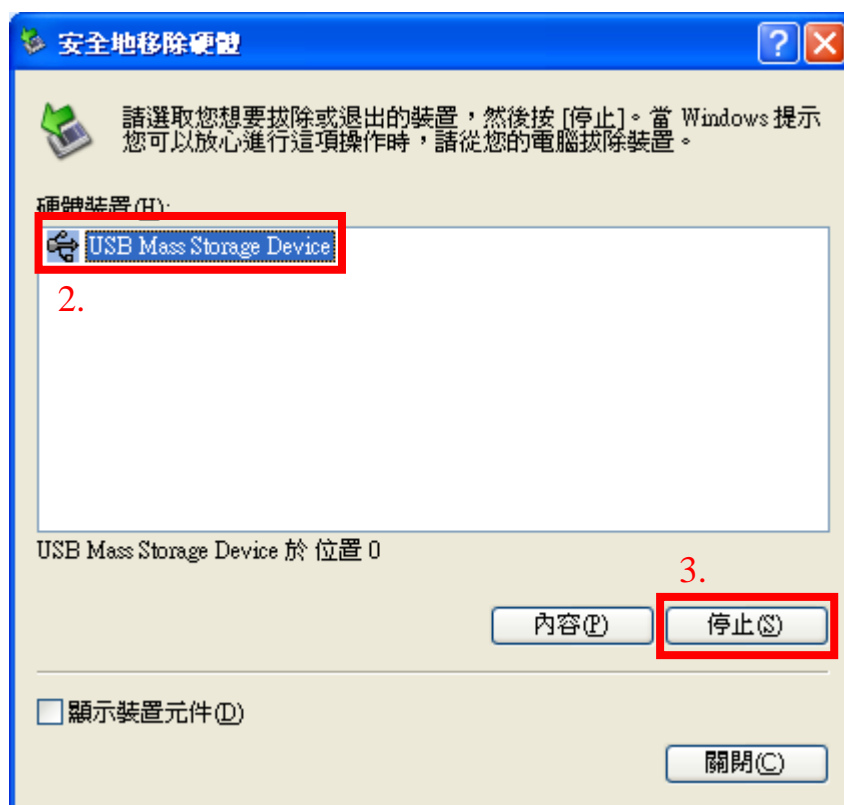 安全地移除硬體
請選取您想要拔除或退出的裝置，然後按 [停止]。當 Windows 提示
您可以放心進行這項操作時，請從您的電腦拔除裝置。
硬體裝置(H):
USB Mass Storage Device
2.
USB Mass Storage Device 於 位置 0
3.
內容(P) 停止(S)
顯示裝置元件(D)
關閉(C)